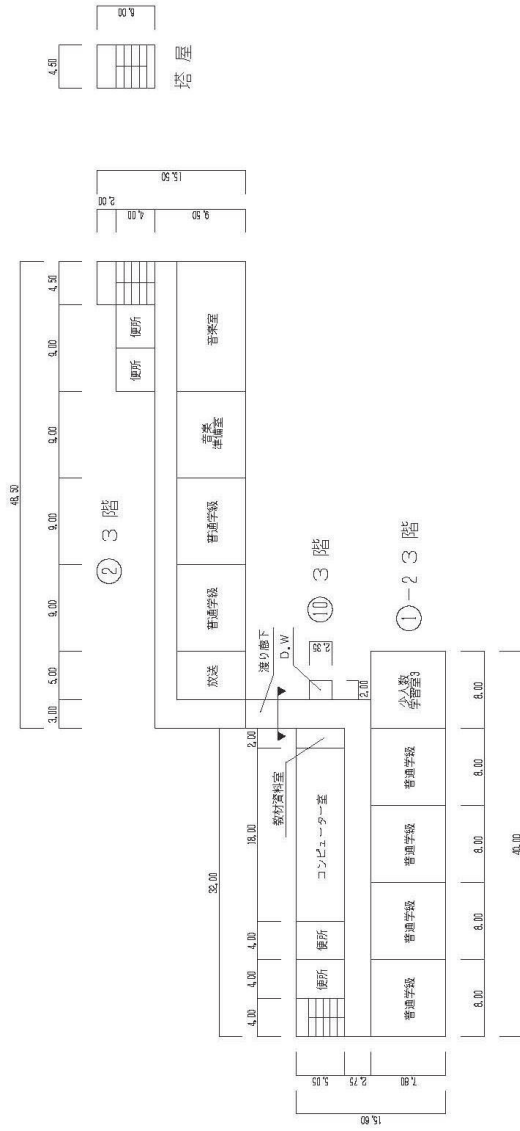 4,50
6,00
塔屋
48,50
4,50
9,00
9,00
9,00
9,00
5,00
3,00
2,00
4,00
9,50
15,50
便所
便所
音楽室
音楽
準備室
普通学級
普通学級
放送
② 3階
渡り廊下
D.W
⑩ 3階
2,00
①-2 3階
32,00
2,00
18,00
4,00
4,00
4,00
教材資料室
コンピューター室
便所
便所
少人数
学習室3
普通学級
普通学級
普通学級
普通学級
8,00
8,00
8,00
8,00
8,00
40,00
5,05
2,75
7,80
15,60